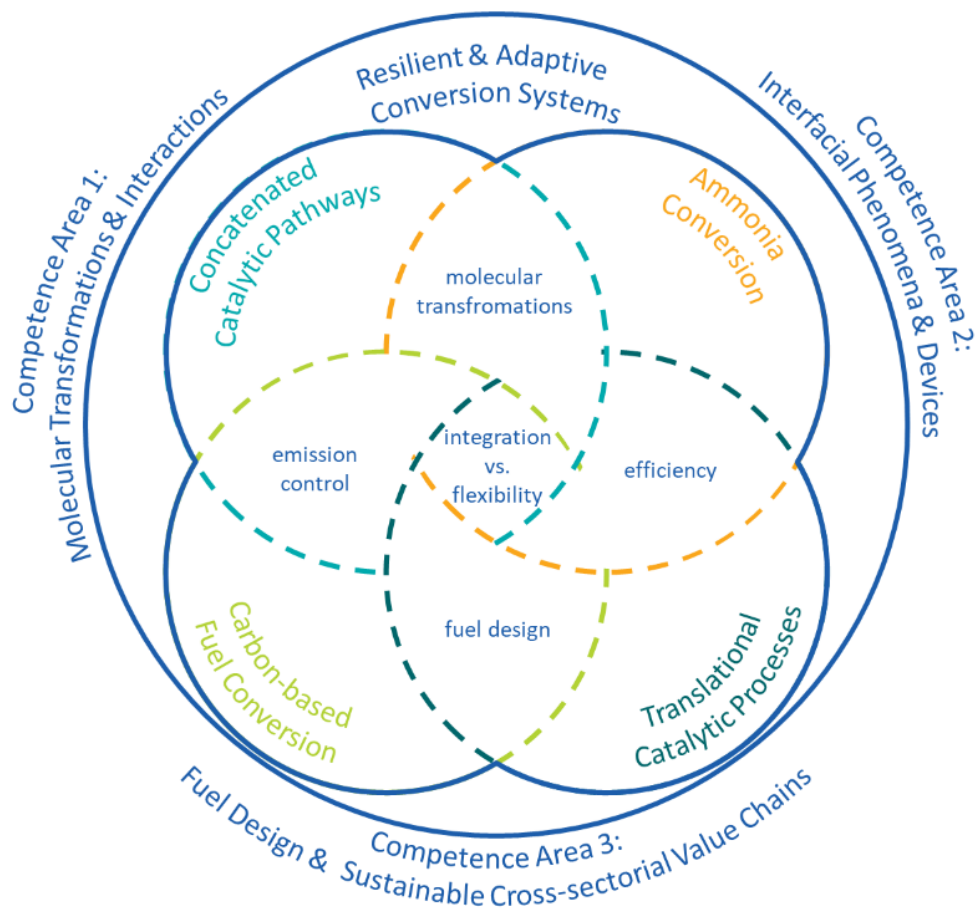 Resilient & Adaptive
Conversion Systems
Competence Area 1:
Molecular Transformations & Interactions
Competence Area 2:
Interfacial Phenomena & Devices
Concatenated
Catalytic Pathways
Ammonia
Conversion
molecular
transfromations
emission
control
integration
vs.
flexibility
efficiency
fuel design
Carbon-based
Fuel Conversion
Translational
Catalytic Processes
Competence Area 3:
Fuel Design & Sustainable Cross-sectorial Value Chains